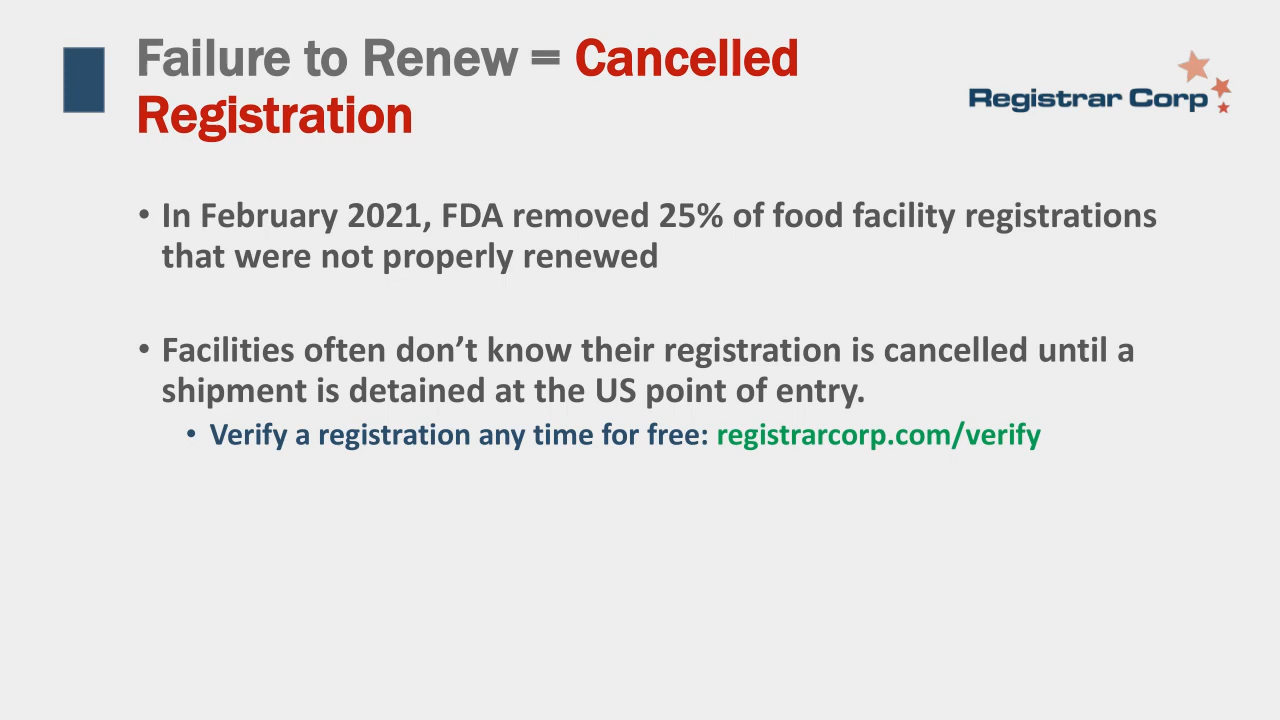 Failure to Renew = Cancelled
Registration
Registrar Corp
• In February 2021, FDA removed 25% of food facility registrations
that were not properly renewed
• Facilities often don’t know their registration is cancelled until a
shipment is detained at the US point of entry.
• Verify a registration any time for free: registrarcorp.com/verify